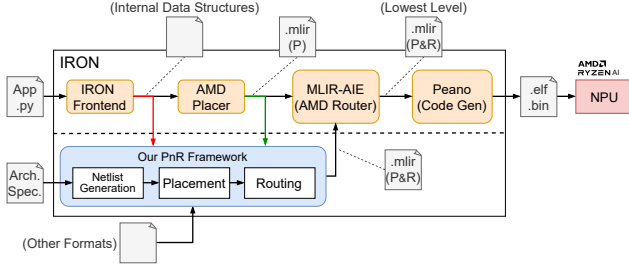 (Internal Data Structures)
(Lowest Level)
.mlir
(P)
.mlir
(P&R)
IRON
AMD
RYZEN AI
App
.py
IRON
Frontend
AMD
Placer
MLIR-AIE
(AMD Router)
Peano
(Code Gen)
.elf
.bin
NPU
Our PnR Framework
Arch.
Spec.
Netlist
Generation
Placement
Routing
.mlir
(P&R)
(Other Formats)